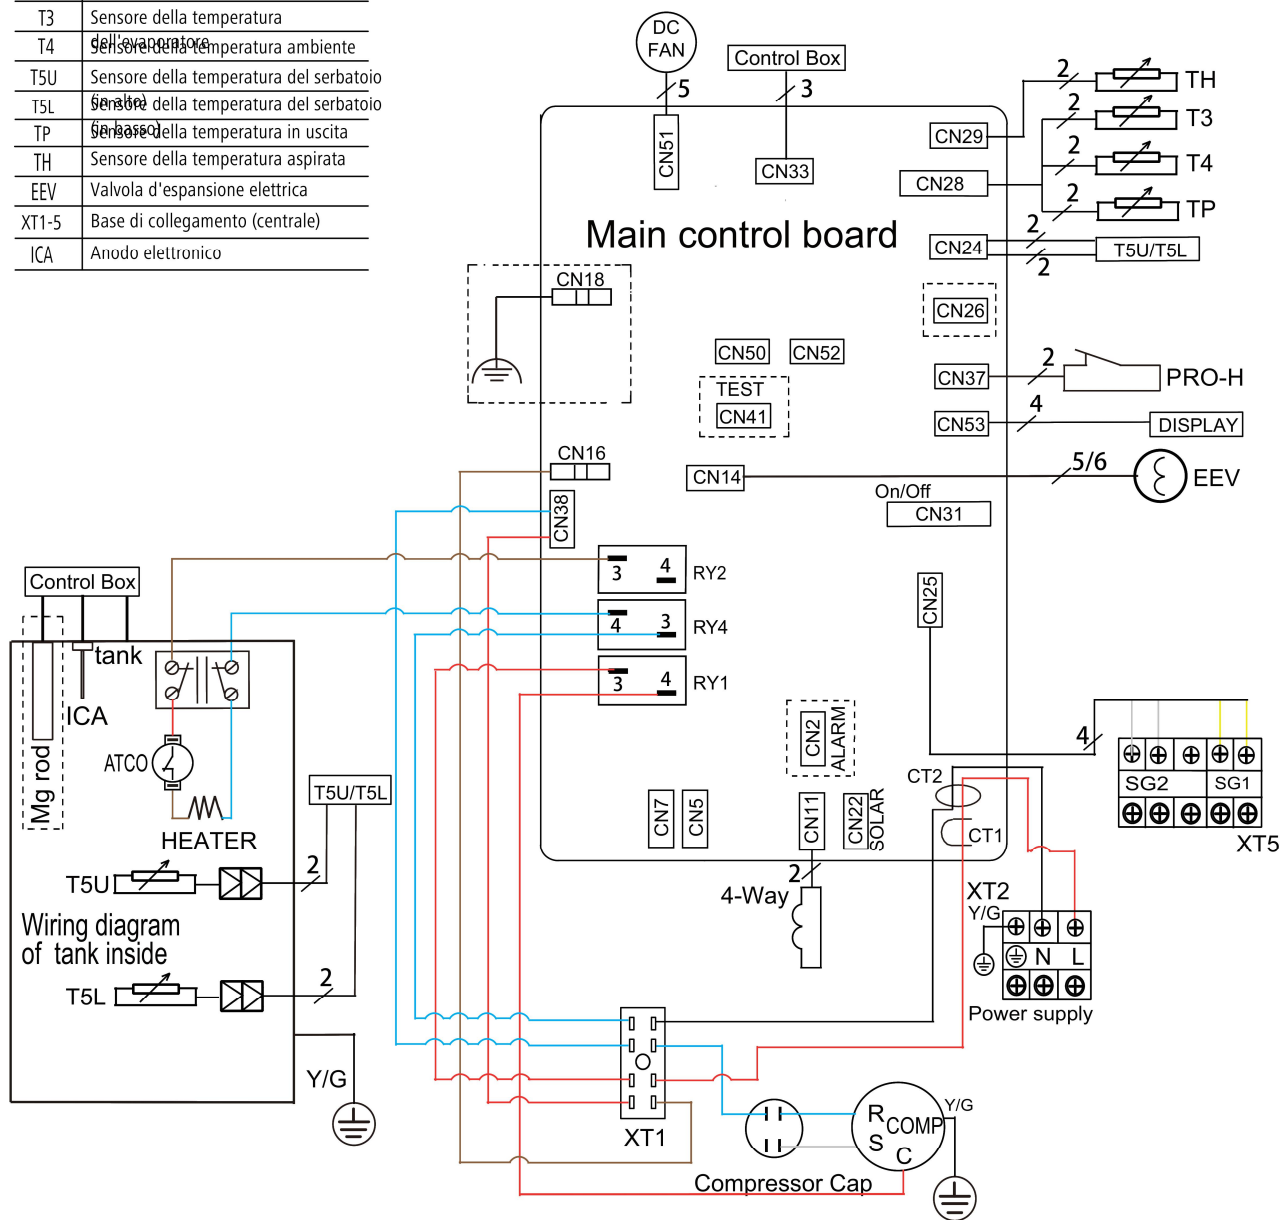 T3 Sensore della temperatura
dell'evaporatore
T4 Sensore della temperatura ambiente
T5U Sensore della temperatura del serbatoio
(in alto)
T5L Sensore della temperatura del serbatoio
(in basso)
TP Sensore della temperatura in uscita
TH Sensore della temperatura aspirata
EEV Valvola d'espansione elettrica
XT1-5 Base di collegamento (centrale)
ICA Anodo elettronico
DC
FAN
Control Box
5
3
CN51
CN33
Main control board
CN29
2
TH
2
T3
CN28
2
T4
2
TP
CN24
2
2
T5U/T5L
CN18
CN26
CN50
CN52
TEST
CN41
CN37
2
PRO-H
CN53
4
DISPLAY
CN16
CN14
5/6
EEV
On/Off
CN31
CN38
3
4
RY2
4
3
RY4
3
4
RY1
CN25
Control Box
tank
ICA
Mg rod
ATCO
HEATER
T5U/T5L
T5U
2
Wiring diagram
of tank inside
T5L
2
Y/G
CN2
ALARM
CN7
CN5
CN11
CN22
SOLAR
CT2
CT1
2
4-Way
4
SG2
SG1
XT5
XT2
Y/G
N
L
Power supply
XT1
R
S
C
COMP
Y/G
Compressor Cap